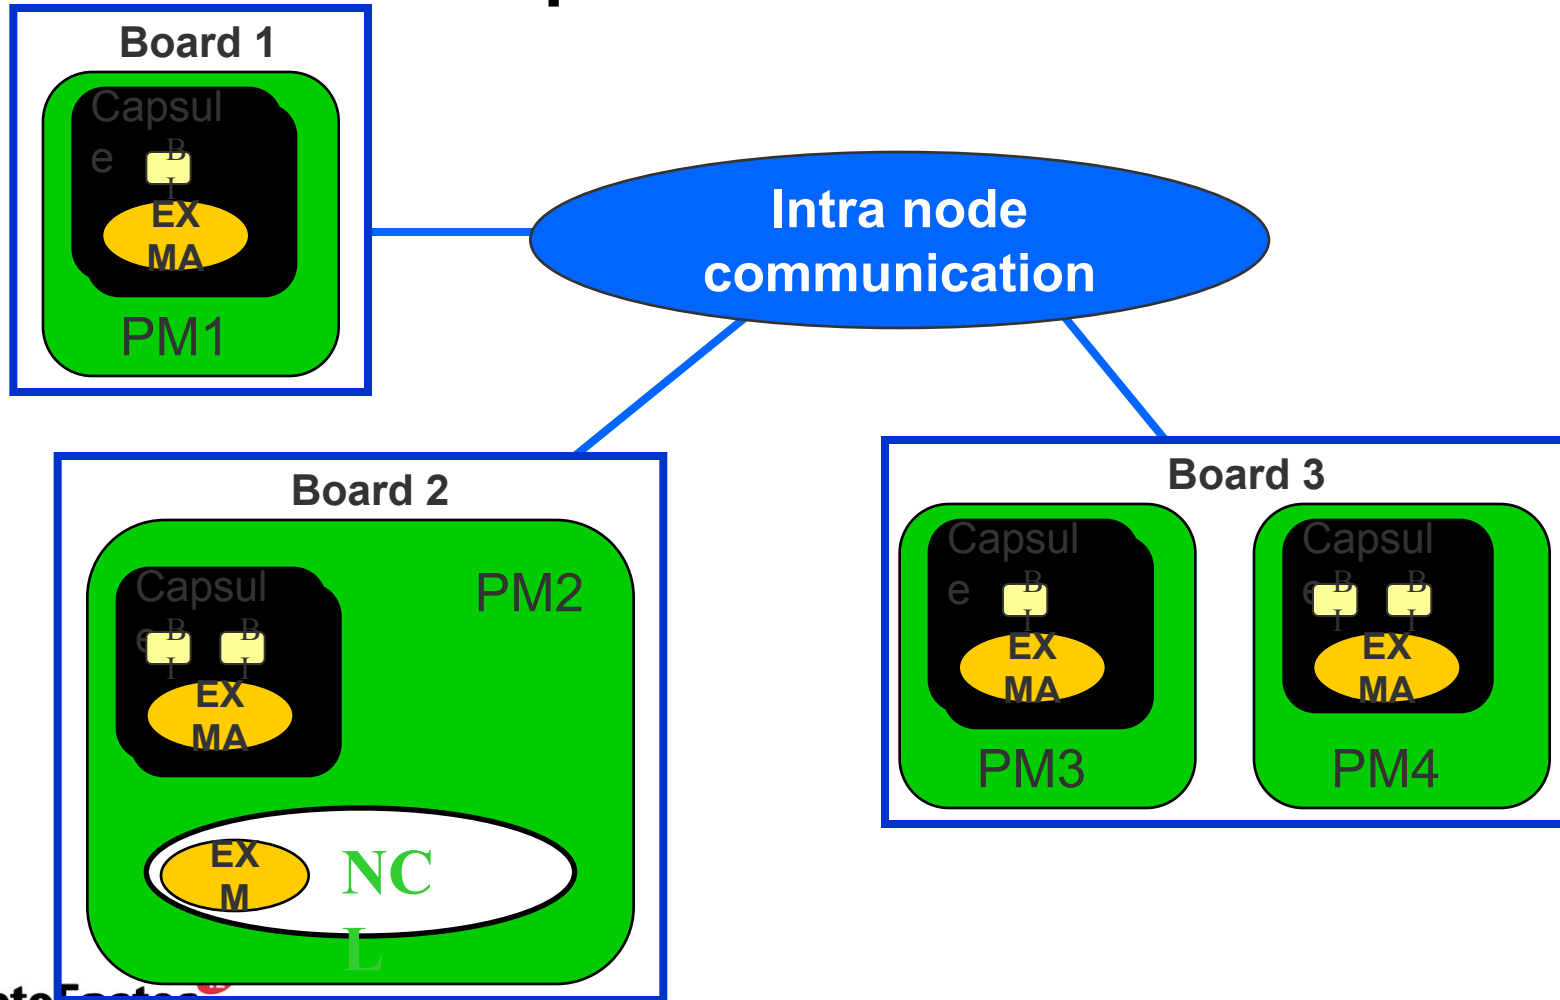 Board 1
Capsul
e
B
I
EX
MA
PM1
Intra node
communication
Board 2
Capsul
e
B
I
B
I
EX
MA
PM2
EX
M
NC
L
Board 3
Capsul
e
B
I
EX
MA
PM3
Capsul
e
B
I
B
I
EX
MA
PM4